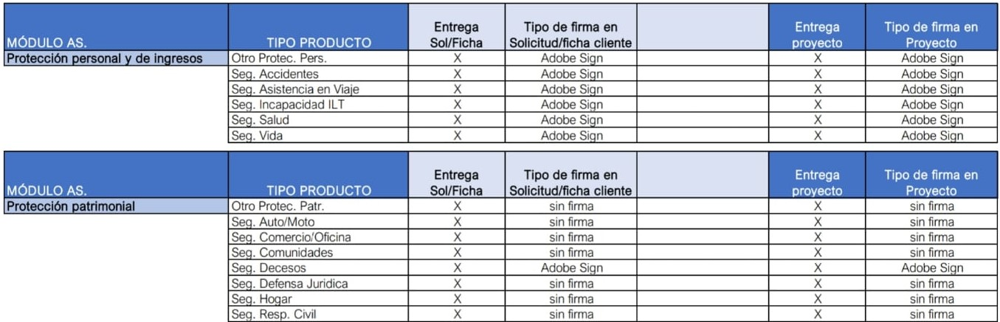 MÓDULO AS. TIPO PRODUCTO Entrega Sol/Ficha Tipo de firma en Solicitud/ficha cliente Entrega proyecto Tipo de firma en Proyecto
Protección personal y de ingresos Otro Protec. Pers. X Adobe Sign X Adobe Sign
Seg. Accidentes X Adobe Sign X Adobe Sign
Seg. Asistencia en Viaje X Adobe Sign X Adobe Sign
Seg. Incapacidad ILT X Adobe Sign X Adobe Sign
Seg. Salud X Adobe Sign X Adobe Sign
Seg. Vida X Adobe Sign X Adobe Sign
MÓDULO AS. TIPO PRODUCTO Entrega Sol/Ficha Tipo de firma en Solicitud/ficha cliente Entrega proyecto Tipo de firma en Proyecto
Protección patrimonial Otro Protec. Patr. X sin firma X sin firma
Seg. Auto/Moto X sin firma X sin firma
Seg. Comercio/Oficina X sin firma X sin firma
Seg. Comunidades X sin firma X sin firma
Seg. Decesos X Adobe Sign X Adobe Sign
Seg. Defensa Juridica X sin firma X sin firma
Seg. Hogar X sin firma X sin firma
Seg. Resp. Civil X sin firma X sin firma